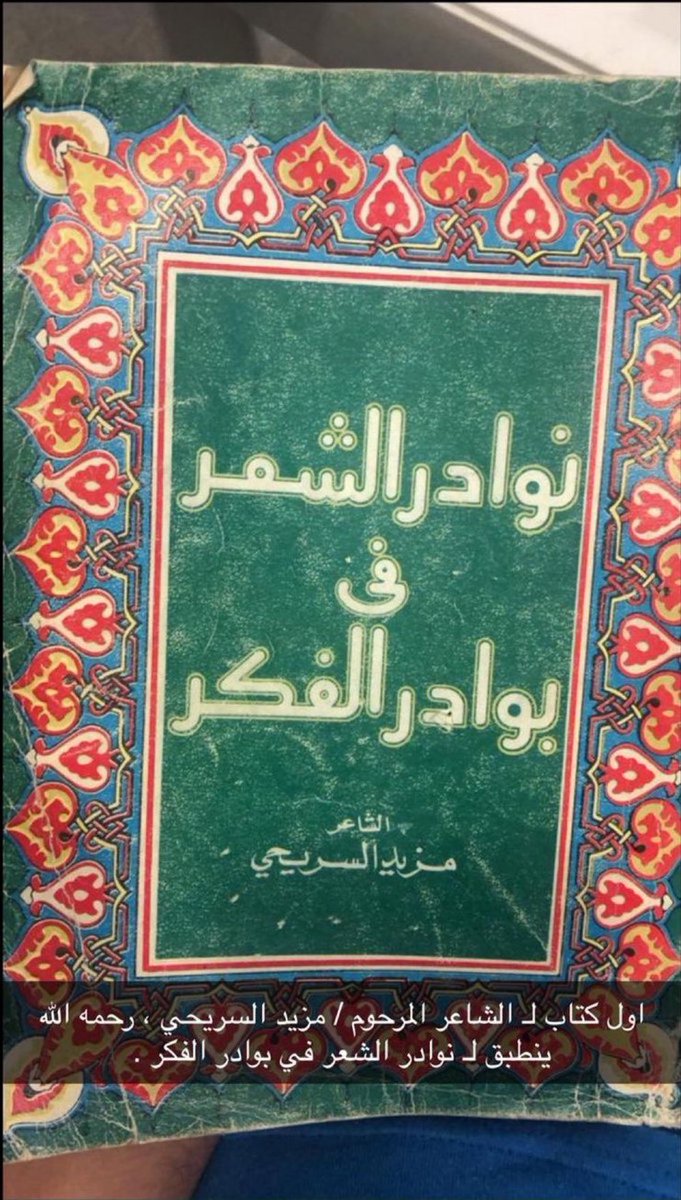 نوادر الشعر
في
بوادر الفكر
الشاعر
مزيد السريحي
اول كتاب لـ الشاعر المرحوم / مزيد السريحي ، رحمه الله
ينطبق لـ نوادر الشعر في بوادر الفكر .